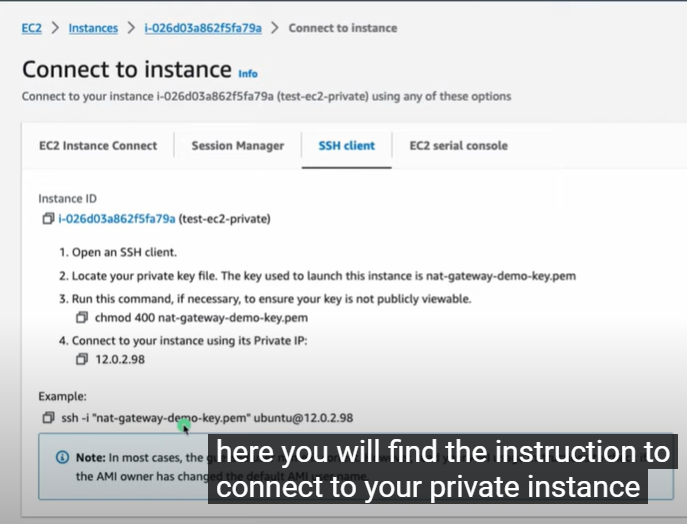 EC2 > Instances > i-026d03a862f5fa79a > Connect to instance
Connect to instance Info
Connect to your instance i-026d03a862f5fa79a (test-ec2-private) using any of these options
EC2 Instance Connect Session Manager SSH client EC2 serial console
Instance ID
i-026d03a862f5fa79a (test-ec2-private)
1. Open an SSH client.
2. Locate your private key file. The key used to launch this instance is nat-gateway-demo-key.pem
3. Run this command, if necessary, to ensure your key is not publicly viewable.
chmod 400 nat-gateway-demo-key.pem
4. Connect to your instance using its Private IP:
12.0.2.98
Example:
ssh -i "nat-gateway-demo-key.pem" ubuntu@12.0.2.98
Note: In most cases, the
the AMI owner has changed the default AMI
here you will find the instruction to
connect to your private instance